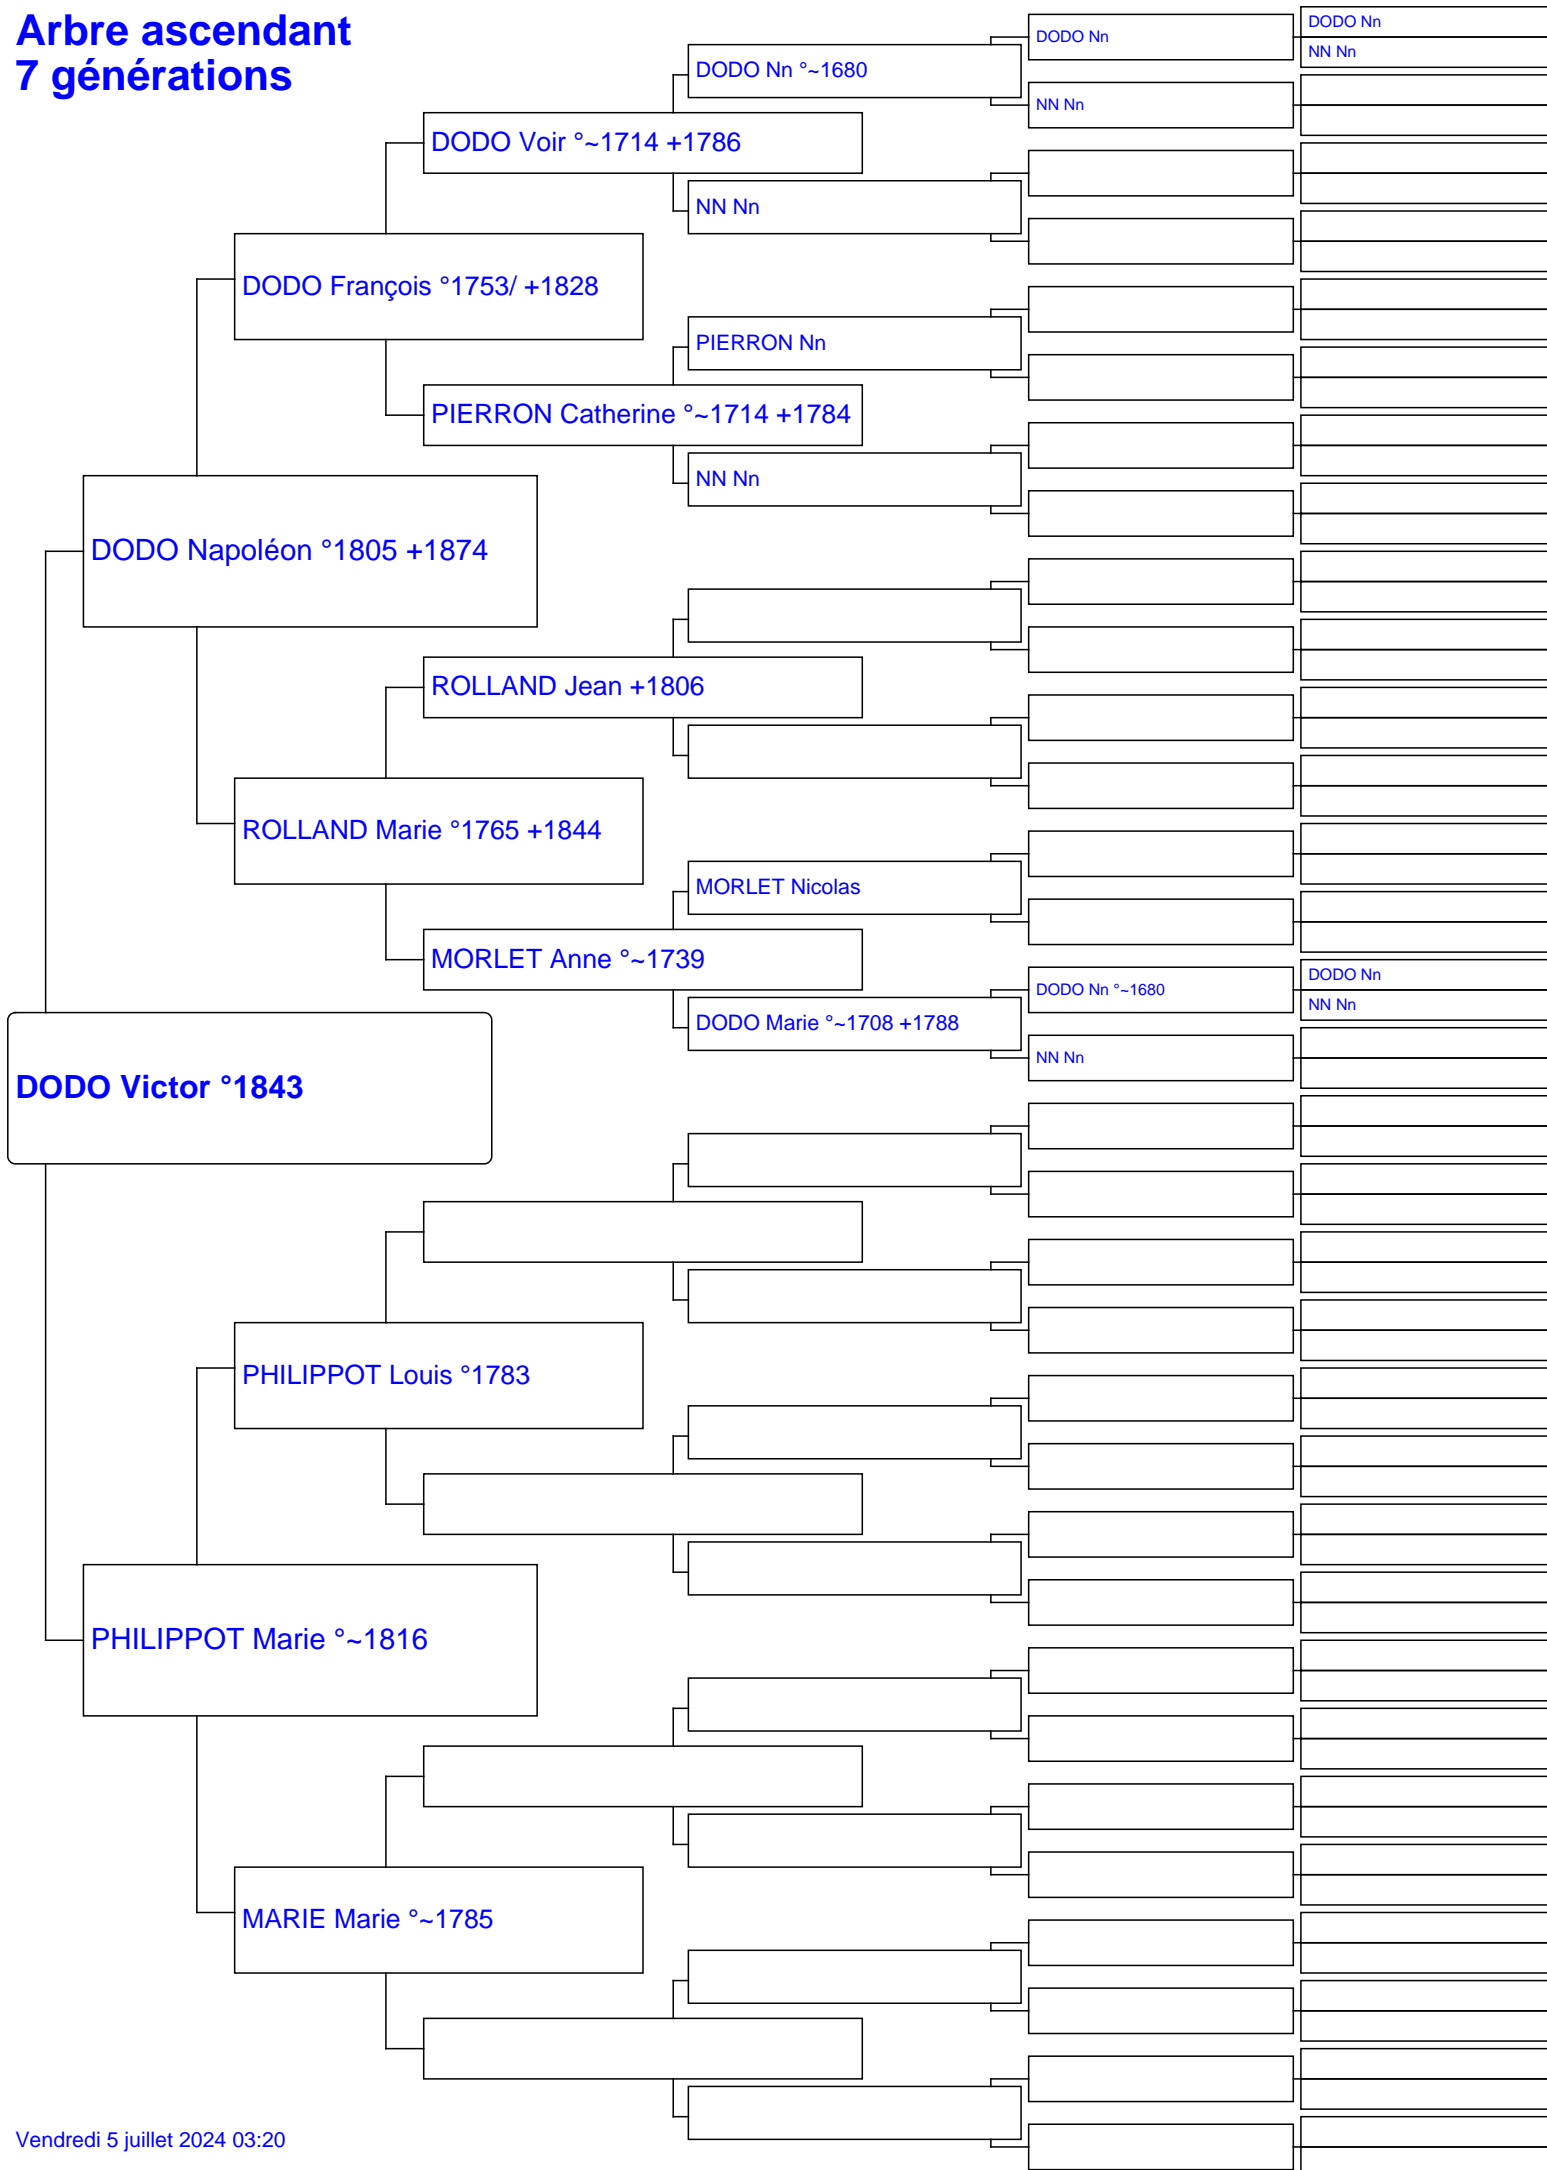 Arbre ascendant
7 générations
DODO Nn
DODO Nn
NN Nn
DODO Nn °~1680
NN Nn
DODO Voir °~1714 +1786
NN Nn
DODO François °1753/ +1828
PIERRON Nn
PIERRON Catherine °~1714 +1784
NN Nn
DODO Napoléon °1805 +1874
ROLLAND Jean +1806
ROLLAND Marie °1765 +1844
MORLET Nicolas
MORLET Anne °~1739
DODO Nn
DODO Nn °~1680
NN Nn
DODO Marie °~1708 +1788
NN Nn
DODO Victor °1843
PHILIPPOT Louis °1783
PHILIPPOT Marie °~1816
MARIE Marie °~1785
Vendredi 5 juillet 2024 03:20